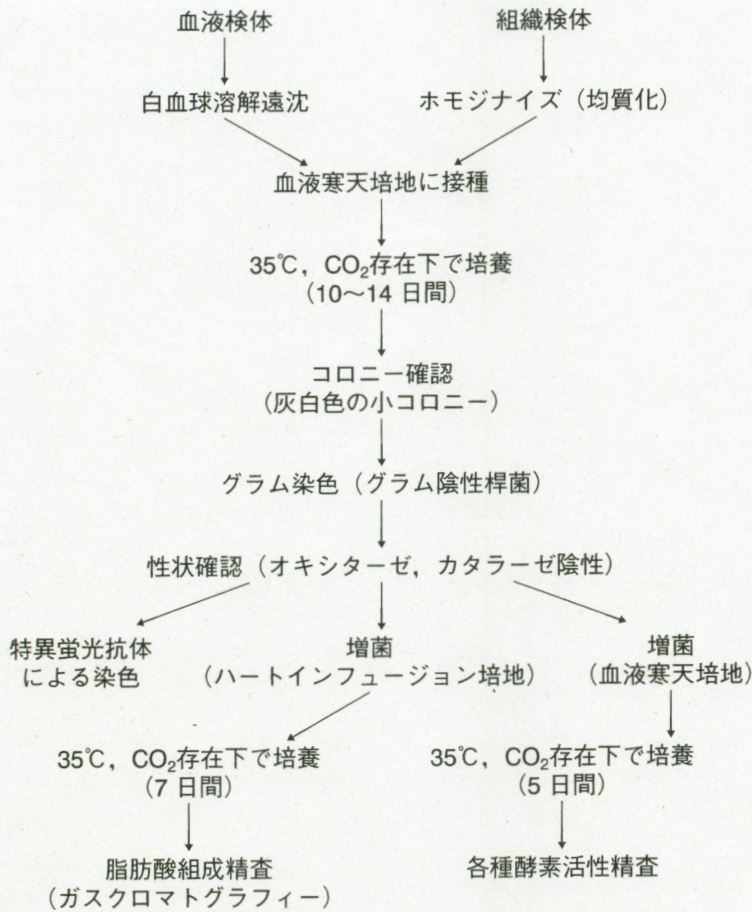 血液検体
組織検体
白血球溶解遠沈
ホモジナイズ（均質化）
血液寒天培地に接種
35℃，CO₂存在下で培養
（10〜14 日間）
コロニー確認
（灰白色の小コロニー）
グラム染色（グラム陰性桿菌）
性状確認（オキシターゼ，カタラーゼ陰性）
特異蛍光抗体
による染色
増菌
（ハートインフュージョン培地）
増菌
（血液寒天培地）
35℃，CO₂存在下で培養
（7 日間）
35℃，CO₂存在下で培養
（5 日間）
脂肪酸組成精査
（ガスクロマトグラフィー）
各種酵素活性精査